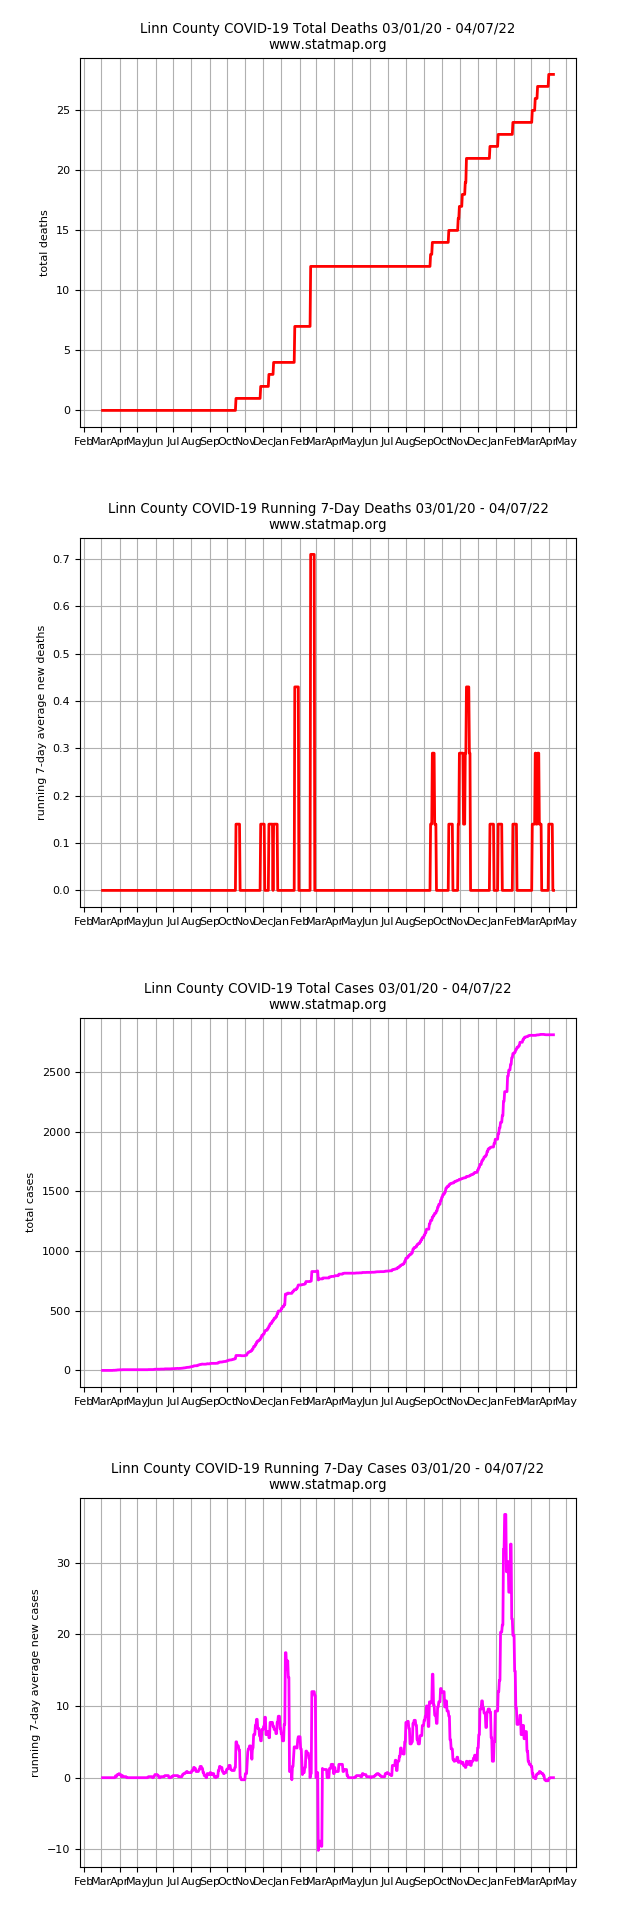 Linn County COVID-19 Total Deaths 03/01/20 - 04/07/22
www.statmap.org
total deaths
25
20
15
10
5
0
Feb Mar Apr May Jun Jul Aug Sep Oct Nov Dec Jan Feb Mar Apr May Jun Jul Aug Sep Oct Nov Dec Jan Feb Mar Apr May
Linn County COVID-19 Running 7-Day Deaths 03/01/20 - 04/07/22
www.statmap.org
running 7-day average new deaths
0.7
0.6
0.5
0.4
0.3
0.2
0.1
0.0
Feb Mar Apr May Jun Jul Aug Sep Oct Nov Dec Jan Feb Mar Apr May Jun Jul Aug Sep Oct Nov Dec Jan Feb Mar Apr May
Linn County COVID-19 Total Cases 03/01/20 - 04/07/22
www.statmap.org
total cases
2500
2000
1500
1000
500
0
Feb Mar Apr May Jun Jul Aug Sep Oct Nov Dec Jan Feb Mar Apr May Jun Jul Aug Sep Oct Nov Dec Jan Feb Mar Apr May
Linn County COVID-19 Running 7-Day Cases 03/01/20 - 04/07/22
www.statmap.org
running 7-day average new cases
30
20
10
0
−10
Feb Mar Apr May Jun Jul Aug Sep Oct Nov Dec Jan Feb Mar Apr May Jun Jul Aug Sep Oct Nov Dec Jan Feb Mar Apr May